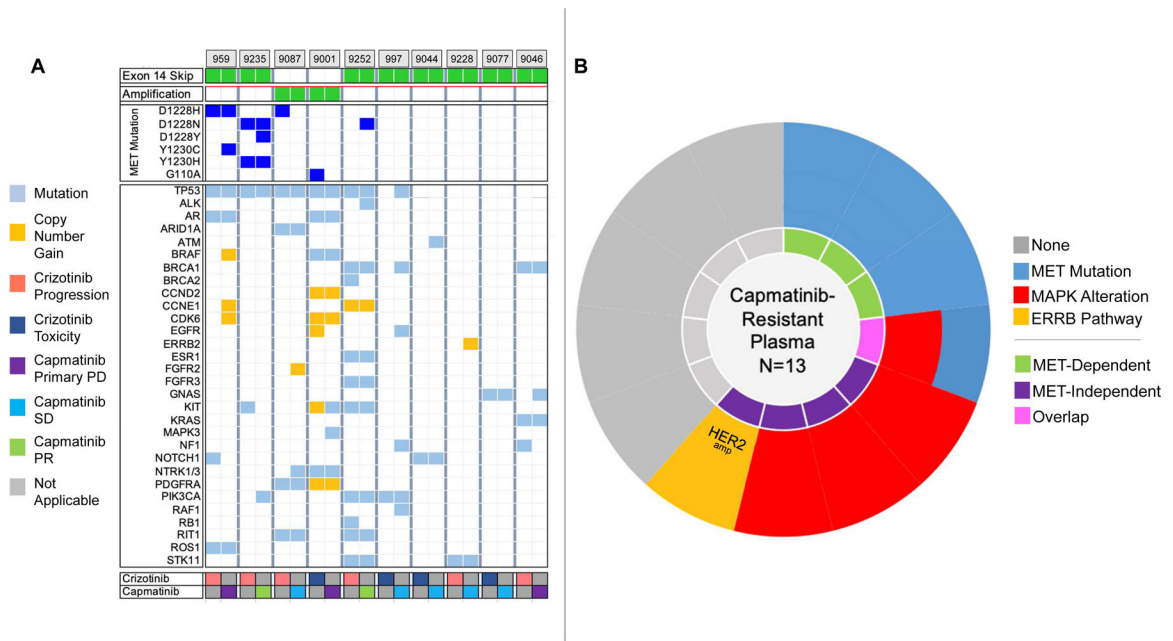 A
959 9235 9087 9001 9252 997 9044 9228 9077 9046
Exon 14 Skip
Amplification
MET Mutation
D1228H
D1228N
D1228Y
Y1230C
Y1230H
G110A
TP53
ALK
AR
ARID1A
ATM
BRAF
BRCA1
BRCA2
CCND2
CCNE1
CDK6
EGFR
ERRB2
ESR1
FGFR2
FGFR3
GNAS
KIT
KRAS
MAPK3
NF1
NOTCH1
NTRK1/3
PDGFRA
PIK3CA
RAF1
RB1
RIT1
ROS1
STK11
Crizotinib
Capmatinib
Mutation
Copy
Number
Gain
Crizotinib
Progression
Crizotinib
Toxicity
Capmatinib
Primary PD
Capmatinib
SD
Capmatinib
PR
Not
Applicable
B
Capmatinib-
Resistant
Plasma
N=13
HER2
amp
None
MET Mutation
MAPK Alteration
ERRB Pathway
MET-Dependent
MET-Independent
Overlap